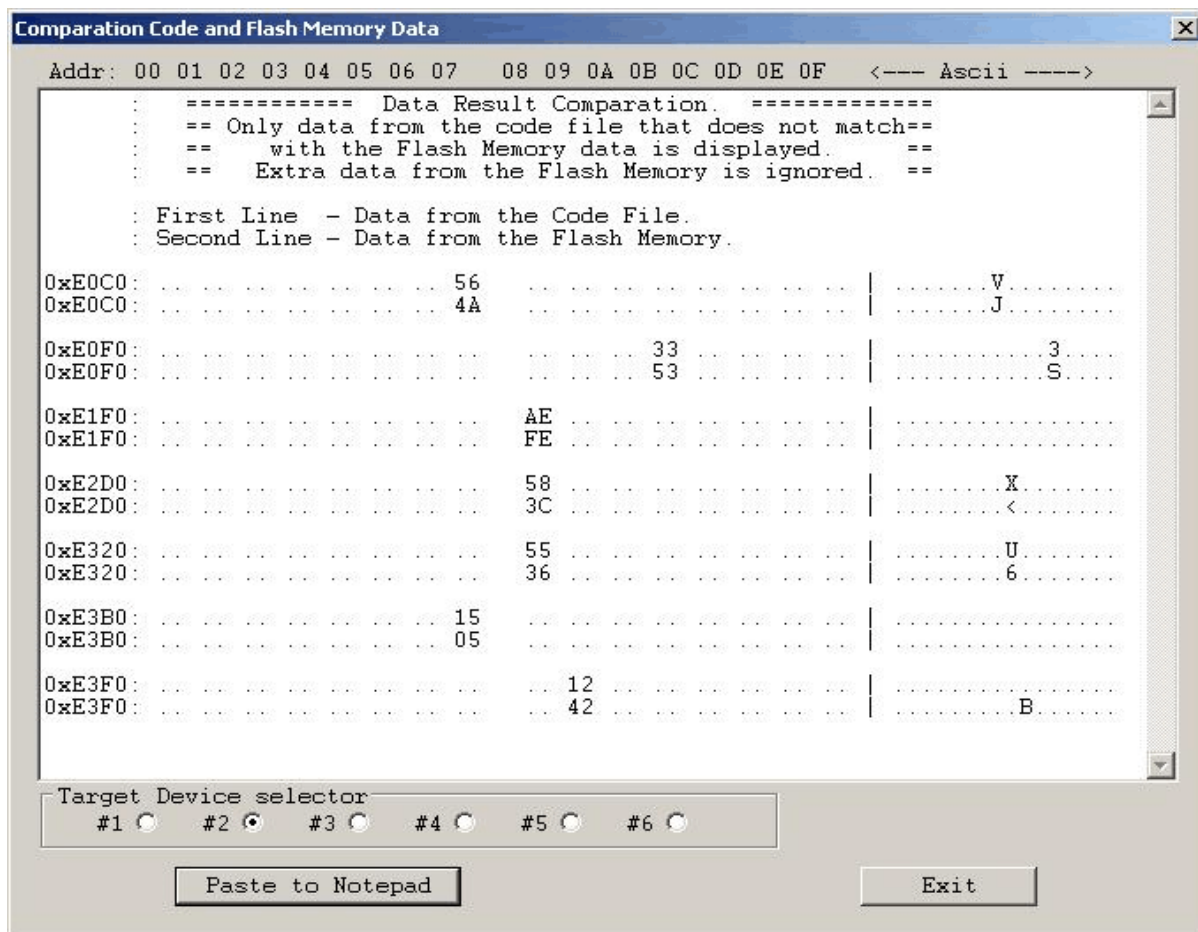 Comparation Code and Flash Memory Data
Addr: 00 01 02 03 04 05 06 07   08 09 0A 0B 0C 0D 0E 0F   <--- Ascii ---->
:   ============  Data Result Comparation.  =============
:   == Only data from the code file that does not match==
:   ==    with the Flash Memory data is displayed.     ==
:   ==   Extra data from the Flash Memory is ignored.  ==
: First Line  - Data from the Code File.
: Second Line - Data from the Flash Memory.
0xE0C0: .. .. .. .. .. .. .. 56   .. .. .. .. .. .. .. .. | .......V........
0xE0C0: .. .. .. .. .. .. .. 4A   .. .. .. .. .. .. .. .. | .......J........
0xE0F0: .. .. .. .. .. .. .. ..   .. .. .. 33 .. .. .. .. | ...........3....
0xE0F0: .. .. .. .. .. .. .. ..   .. .. .. 53 .. .. .. .. | ...........S....
0xE1F0: .. .. .. .. .. .. .. ..   AE .. .. .. .. .. .. .. | ................
0xE1F0: .. .. .. .. .. .. .. ..   FE .. .. .. .. .. .. .. | ................
0xE2D0: .. .. .. .. .. .. .. ..   58 .. .. .. .. .. .. .. | ........X.......
0xE2D0: .. .. .. .. .. .. .. ..   3C .. .. .. .. .. .. .. | ........<.......
0xE320: .. .. .. .. .. .. .. ..   55 .. .. .. .. .. .. .. | ........U.......
0xE320: .. .. .. .. .. .. .. ..   36 .. .. .. .. .. .. .. | ........6.......
0xE3B0: .. .. .. .. .. .. .. 15   .. .. .. .. .. .. .. .. | ................
0xE3B0: .. .. .. .. .. .. .. 05   .. .. .. .. .. .. .. .. | ................
0xE3F0: .. .. .. .. .. .. .. ..   .. 12 .. .. .. .. .. .. | ................
0xE3F0: .. .. .. .. .. .. .. ..   .. 42 .. .. .. .. .. .. | .........B......
Target Device selector
#1 #2 #3 #4 #5 #6
Paste to Notepad   Exit